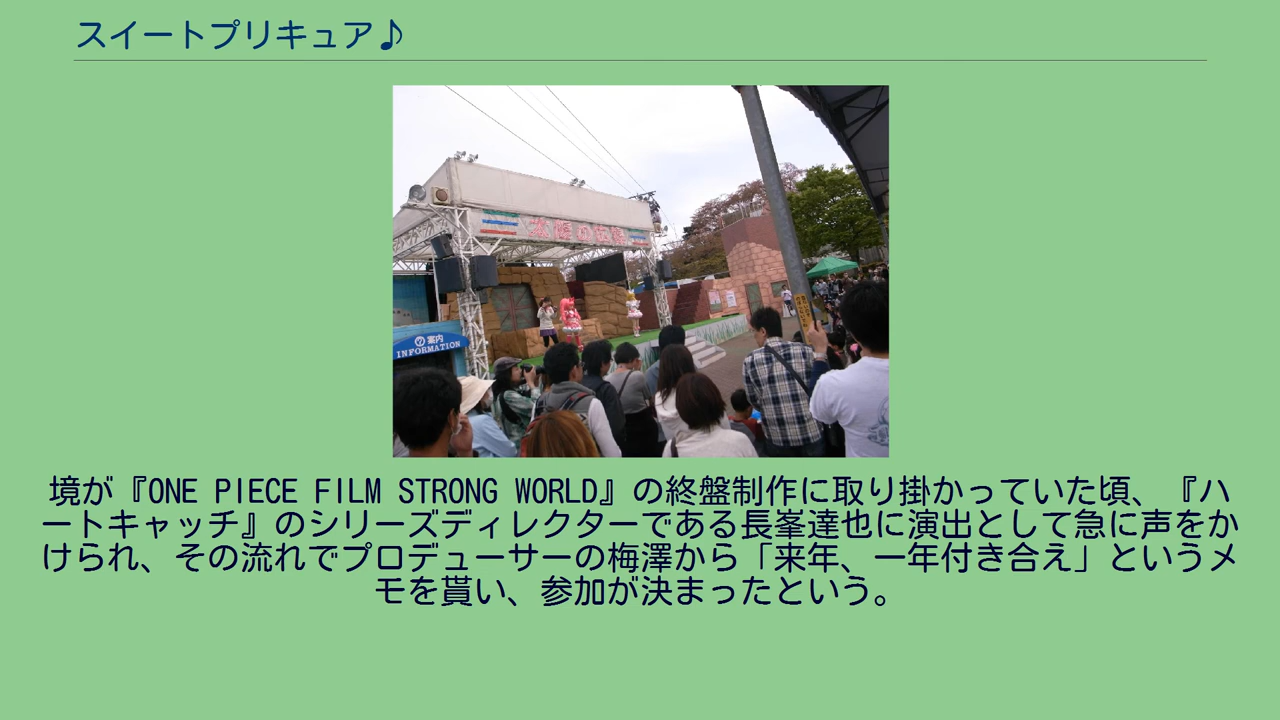 スイートプリキュア♪
案内
INFORMATION
境が『ONE PIECE FILM STRONG WORLD』の終盤制作に取り掛かっていた頃、『ハ
ートキャッチ』のシリーズディレクターである長峯達也に演出として急に声をか
けられ、その流れでプロデューサーの梅澤から「来年、一年付き合え」というメ
モを貰い、参加が決まったという。